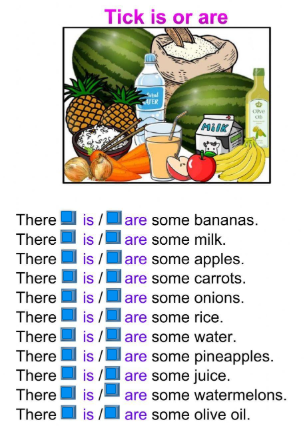 Tick is or are
WATER
MILK
Olive
OIL
There is / are some bananas.
There is / are some milk.
There is / are some apples.
There is / are some carrots.
There is / are some onions.
There is / are some rice.
There is / are some water.
There is / are some pineapples.
There is / are some juice.
There is / are some watermelons.
There is / are some olive oil.